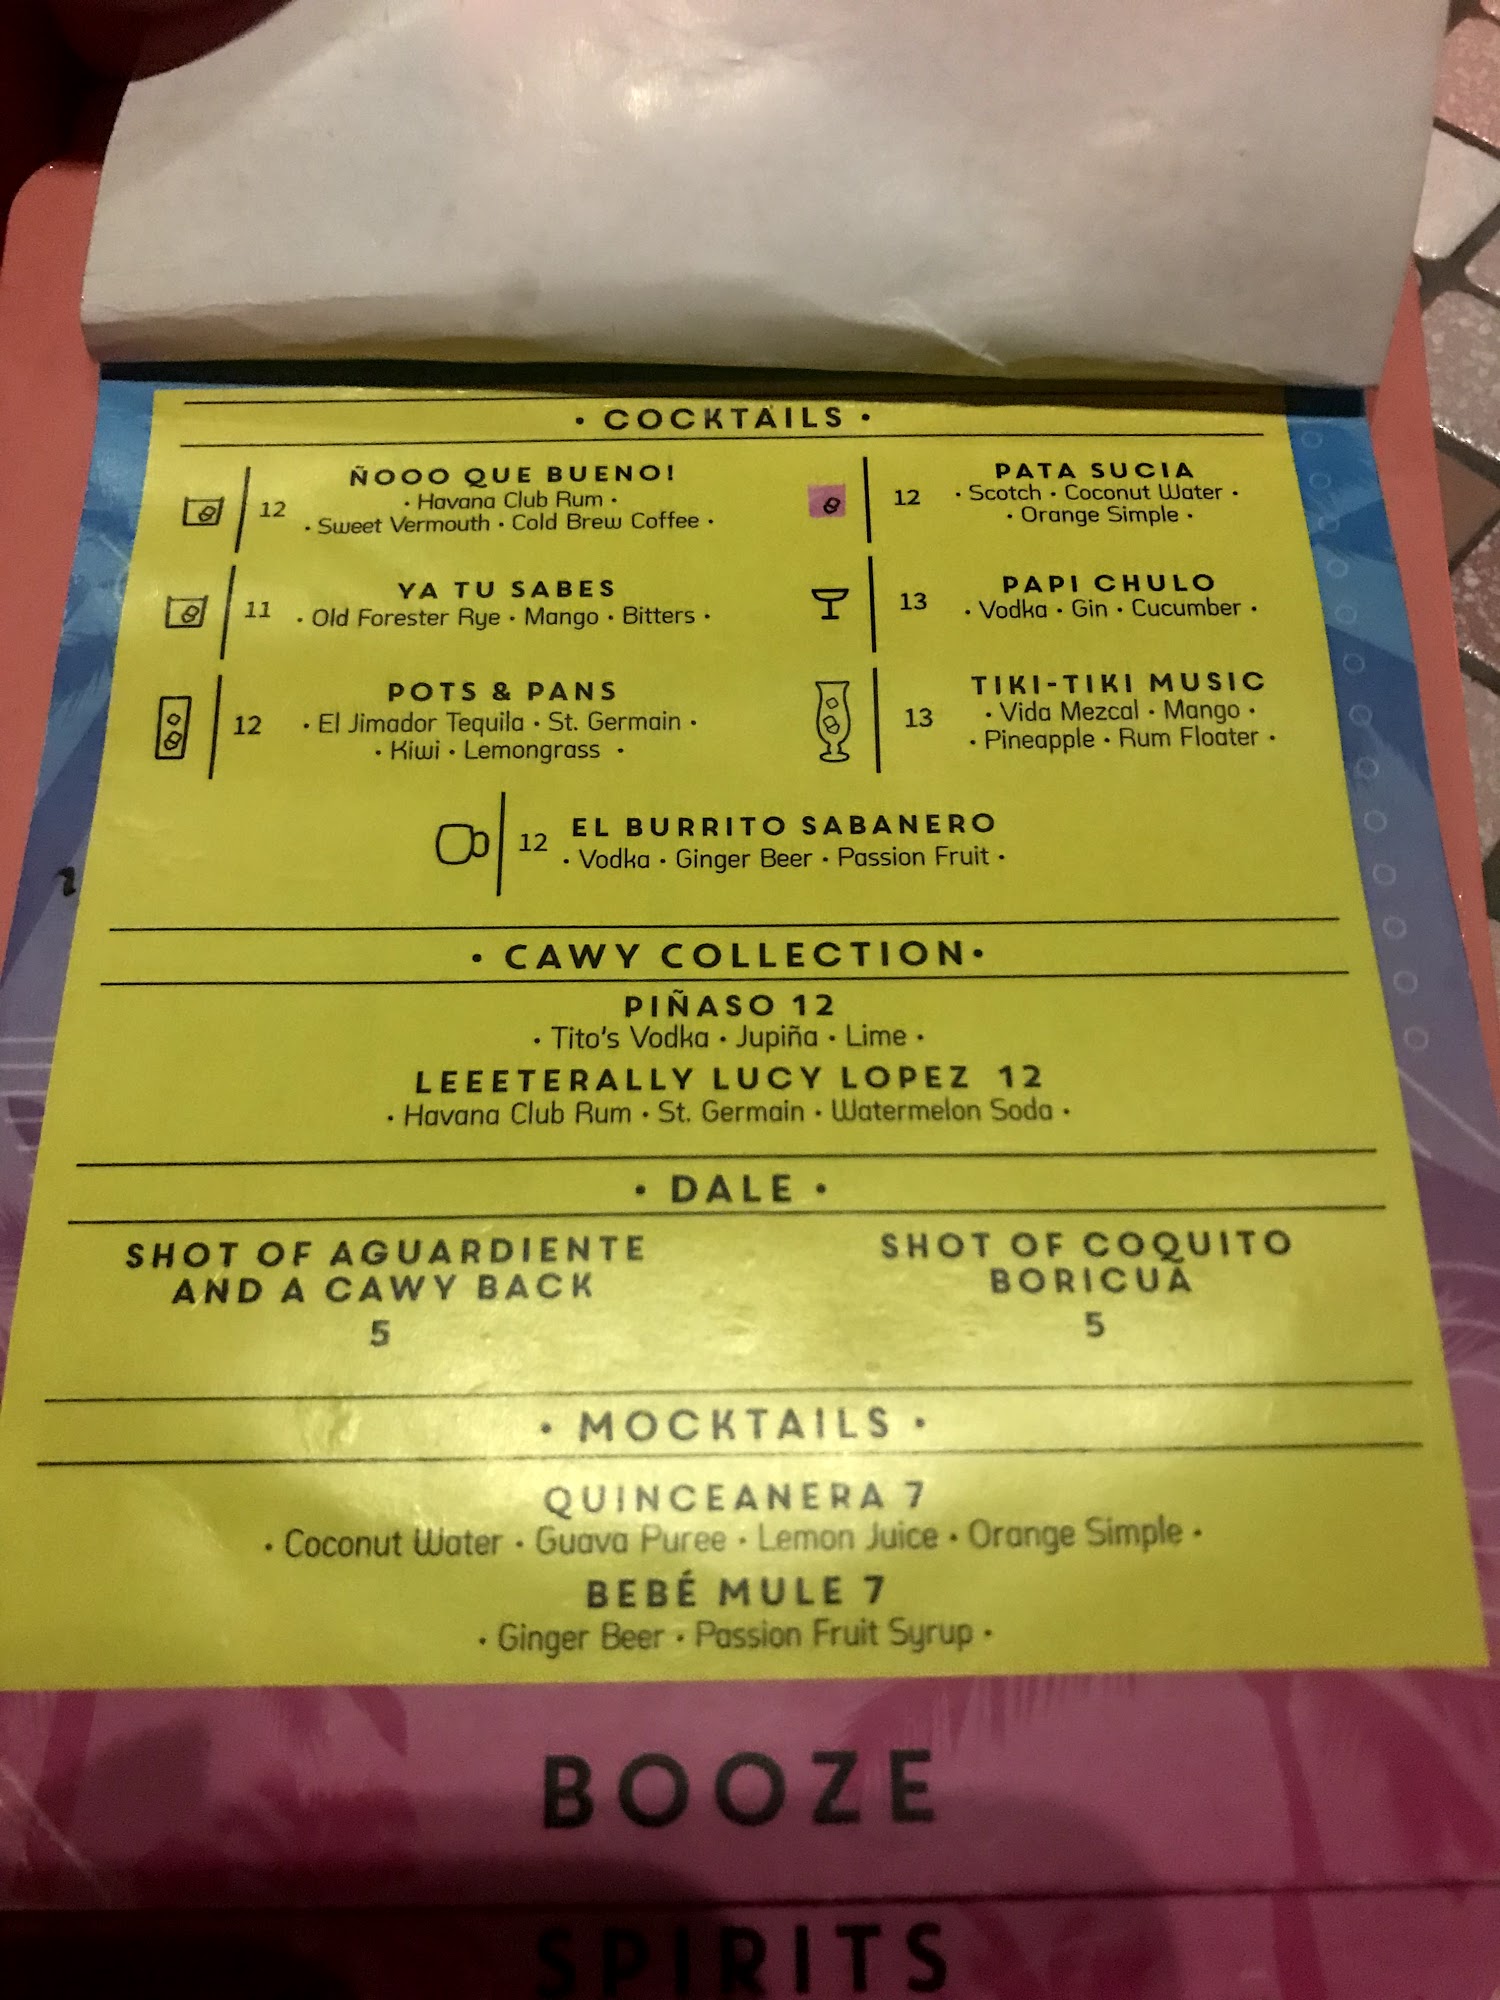 · COCKTAILS ·
ÑOOO QUE BUENO!
12
· Havana Club Rum ·
· Sweet Vermouth · Cold Brew Coffee ·
YA TU SABES
11
· Old Forester Rye · Mango · Bitters ·
POTS & PANS
12
· El Jimador Tequila · St. Germain ·
· Kiwi · Lemongrass ·
PATA SUCIA
12
· Scotch · Coconut Water ·
· Orange Simple ·
PAPI CHULO
13
· Vodka · Gin · Cucumber ·
TIKI-TIKI MUSIC
13
· Vida Mezcal · Mango ·
· Pineapple · Rum Floater ·
EL BURRITO SABANERO
12
· Vodka · Ginger Beer · Passion Fruit ·
· CAWY COLLECTION·
PIÑASO 12
· Tito's Vodka · Jupiña · Lime ·
LEEETERALLY LUCY LOPEZ 12
· Havana Club Rum · St. Germain · Watermelon Soda ·
· DALE ·
SHOT OF AGUARDIENTE
AND A CAWY BACK
5
SHOT OF COQUITO
BORICUA
5
· MOCKTAILS ·
QUINCEANERA 7
· Coconut Water · Guava Puree · Lemon Juice · Orange Simple ·
BEBÉ MULE 7
· Ginger Beer · Passion Fruit Syrup ·
BOOZE
SPIRITS